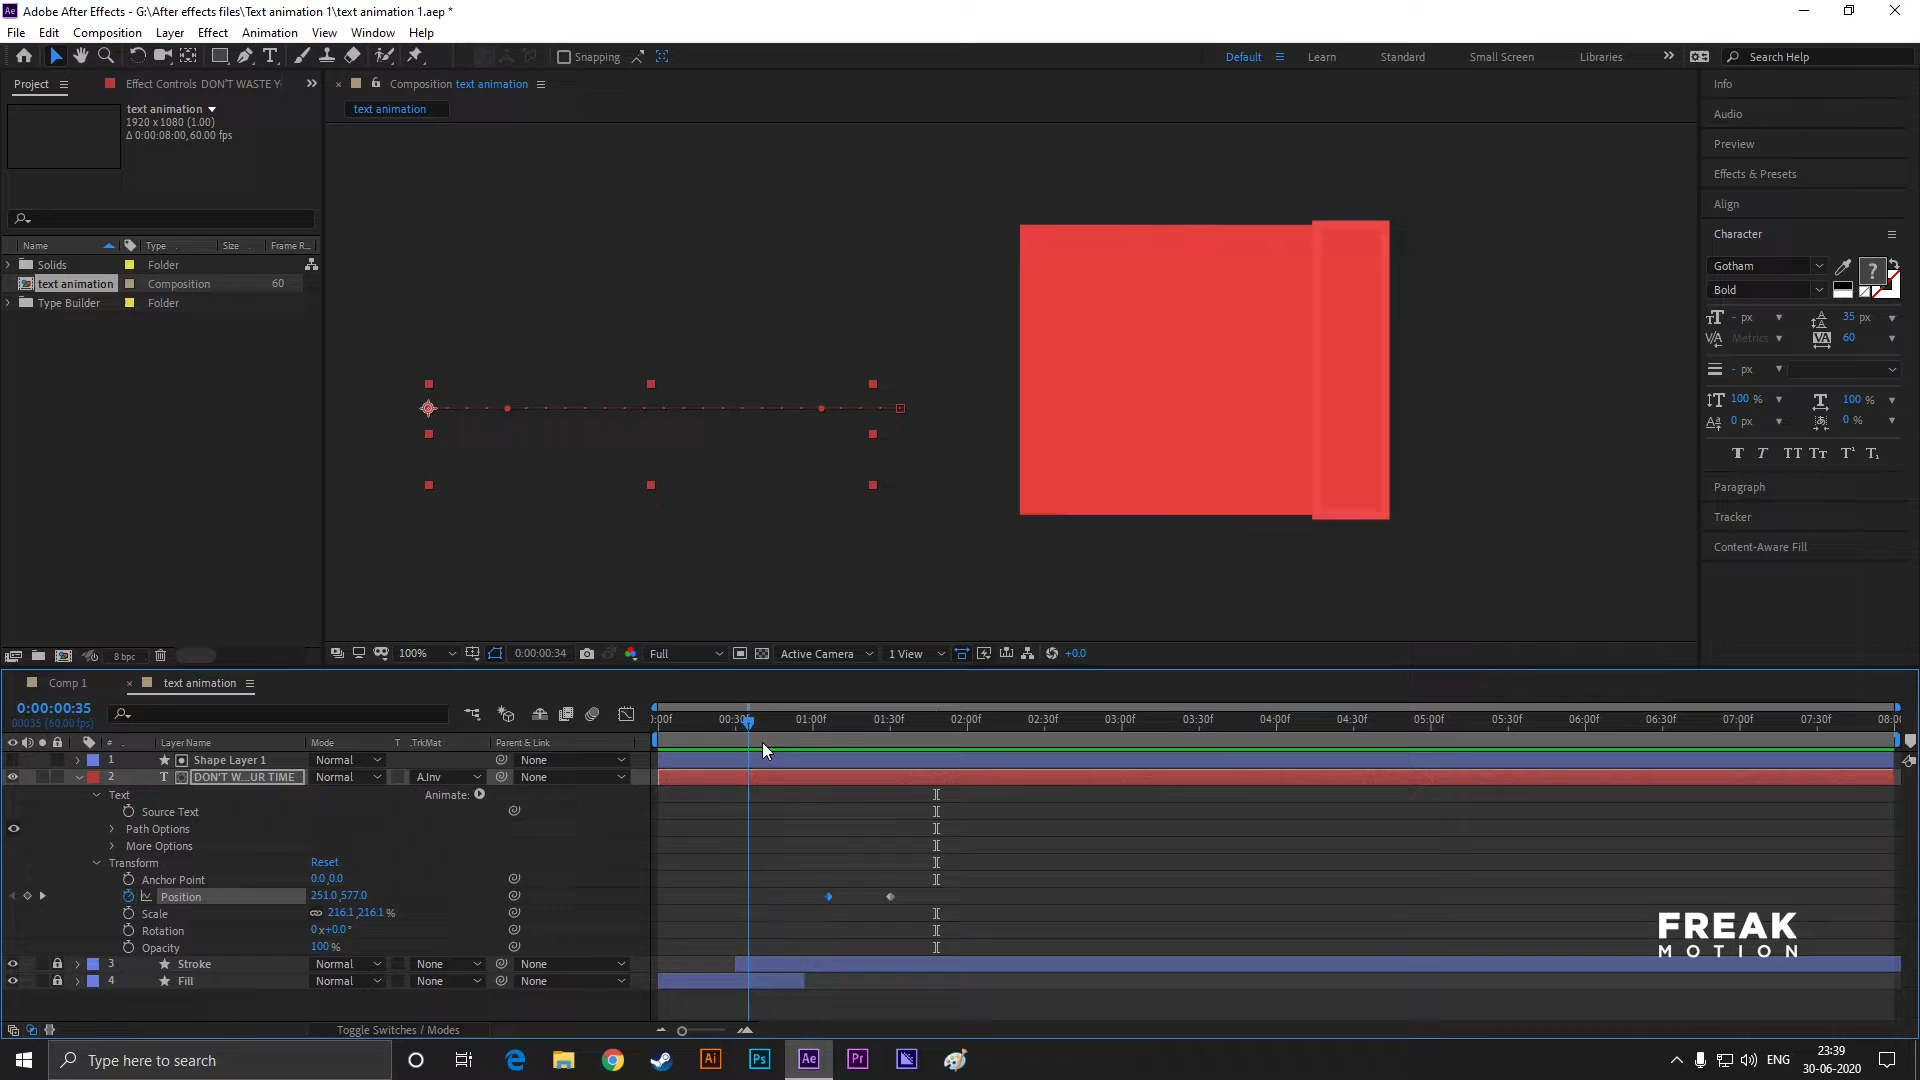 Adobe After Effects - G:\After effects files\Text animation 1\text animation 1.aep *
File Edit Composition Layer Effect Animation View Window Help
Snapping
Default Learn Standard Small Screen Libraries Search Help
Project Effect Controls DON'T WASTE Y
Composition text animation
text animation
text animation
1920 x 1080 (1.00)
Δ 0:00:08:00, 60.00 fps
Name Type Size Frame R...
Solids Folder
text animation Composition 60
Type Builder Folder
Info
Audio
Preview
Effects & Presets
Align
Character
Gotham
Bold
- px 35 px
Metrics 60
- px
100 % 100 %
0 px 0 %
Paragraph
Tracker
Content-Aware Fill
8 bpc
100% 0:00:00:34 Full Active Camera 1 View +0.0
Comp 1 text animation
0:00:00:35
00035 (60.00 fps)
0:00f 00:30f 01:00f 01:30f 02:00f 02:30f 03:00f 03:30f 04:00f 04:30f 05:00f 05:30f 06:00f 06:30f 07:00f 07:30f 08:00
# Layer Name Mode T .TrkMat Parent & Link
1 Shape Layer 1 Normal None
2 T DON'T W...UR TIME Normal A.Inv None
Text Animate:
Source Text
Path Options
More Options
Transform Reset
Anchor Point 0.0,0.0
Position 251.0,577.0
Scale 216.1,216.1 %
Rotation 0 x+0.0°
Opacity 100 %
3 Stroke Normal None None
4 Fill Normal None None
Toggle Switches / Modes
FREAK
MOTION
Type here to search
Ai Ps Ae Pr
ENG
23:39
30-06-2020